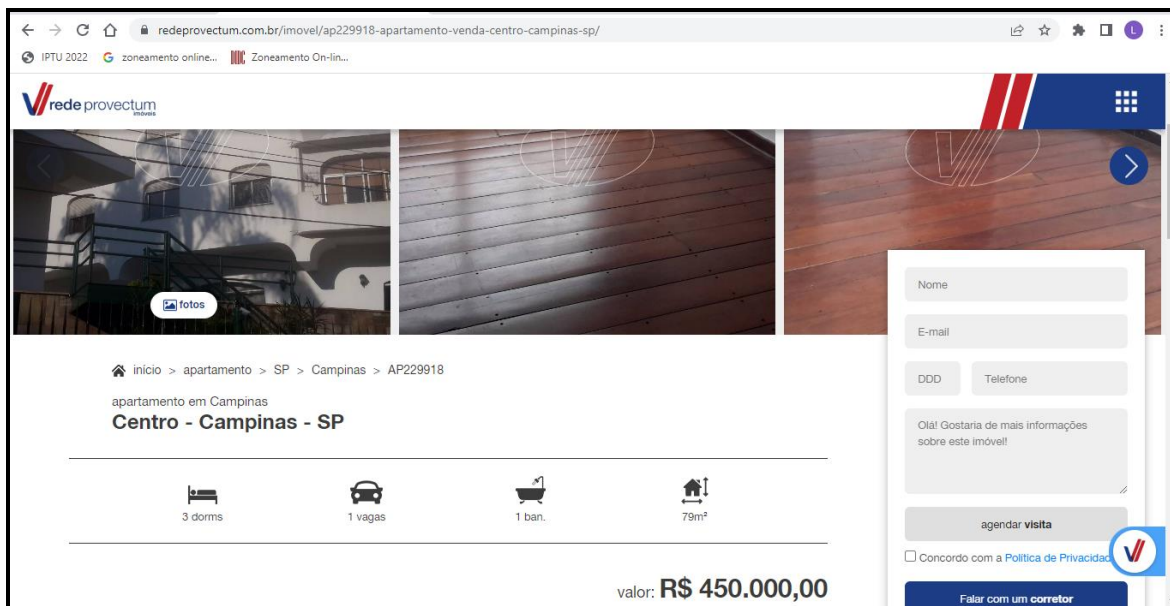 redeprovectum.com.br/imovel/ap229918-apartamento-venda-centro-campinas-sp/
L
IPTU 2022 zoneamento online... Zoneamento On-lin...
rede provectum
imóveis
fotos
início > apartamento > SP > Campinas > AP229918
apartamento em Campinas
Centro - Campinas - SP
3 dorms 1 vagas 1 ban. 79m²
valor: R$ 450.000,00
Nome
E-mail
DDD Telefone
Olá! Gostaria de mais informações
sobre este imóvel!
agendar visita
Concordo com a Política de Privacidad
Falar com um corretor